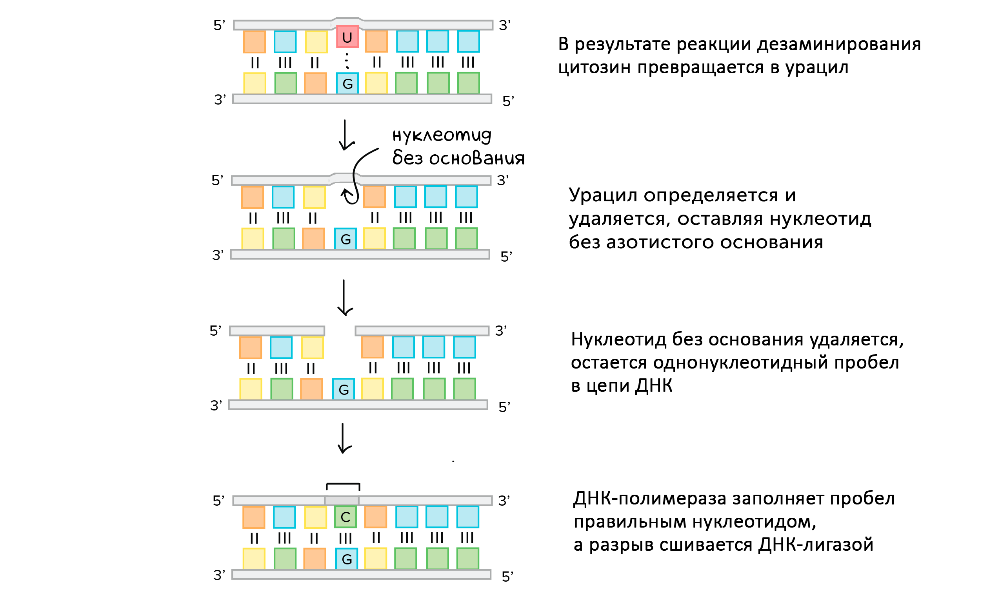 5’
3’
U
G
3’
5’
В результате реакции дезаминирования
цитозин превращается в урацил
нуклеотид
без основания
5’
3’
G
3’
5’
Урацил определяется и
удаляется, оставляя нуклеотид
без азотистого основания
5’
3’
G
3’
5’
Нуклеотид без основания удаляется,
остается однонуклеотидный пробел
в цепи ДНК
5’
3’
C
G
3’
5’
ДНК-полимераза заполняет пробел
правильным нуклеотидом,
а разрыв сшивается ДНК-лигазой